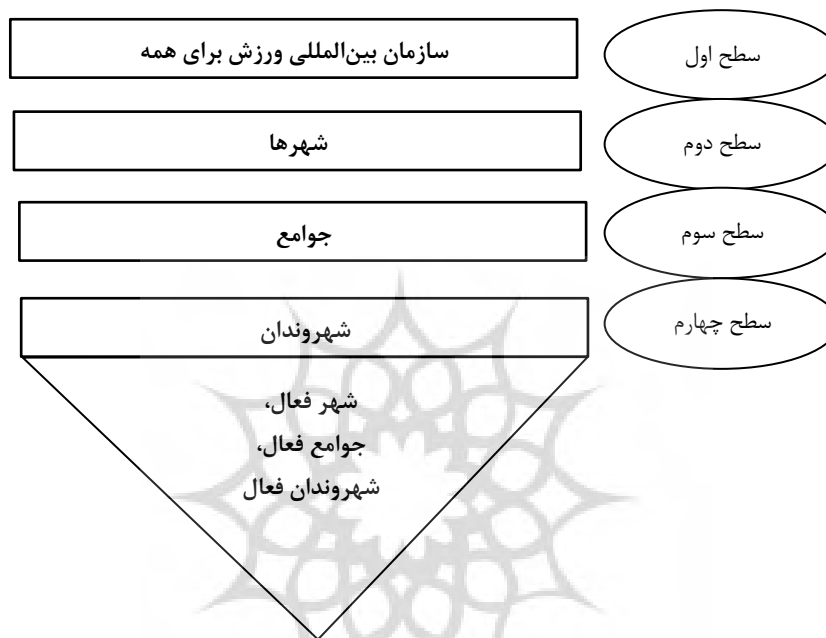 سطح اول
سازمان بین‌المللی ورزش برای همه
سطح دوم
شهرها
سطح سوم
جوامع
سطح چهارم
شهروندان
شهر فعال،
جوامع فعال،
شهروندان فعال